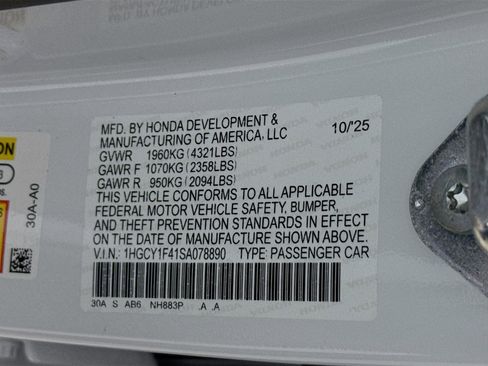 MFD. BY HONDA DEVELOPMENT &
MANUFACTURING OF AMERICA, LLC 10/'25
GVWR 1960KG (4321LBS)
GAWR F 1070KG (2358LBS)
GAWR R 950KG (2094LBS)
THIS VEHICLE CONFORMS TO ALL APPLICABLE
FEDERAL MOTOR VEHICLE SAFETY, BUMPER,
AND THEFT PREVENTION STANDARDS IN EFFECT
ON THE DATE OF MANUFACTURE SHOWN ABOVE.
V.I.N.: 1HGCY1F41SA078890 TYPE: PASSENGER CAR
30A S AB6 NH883P .A .A
30A-A0
ON
3